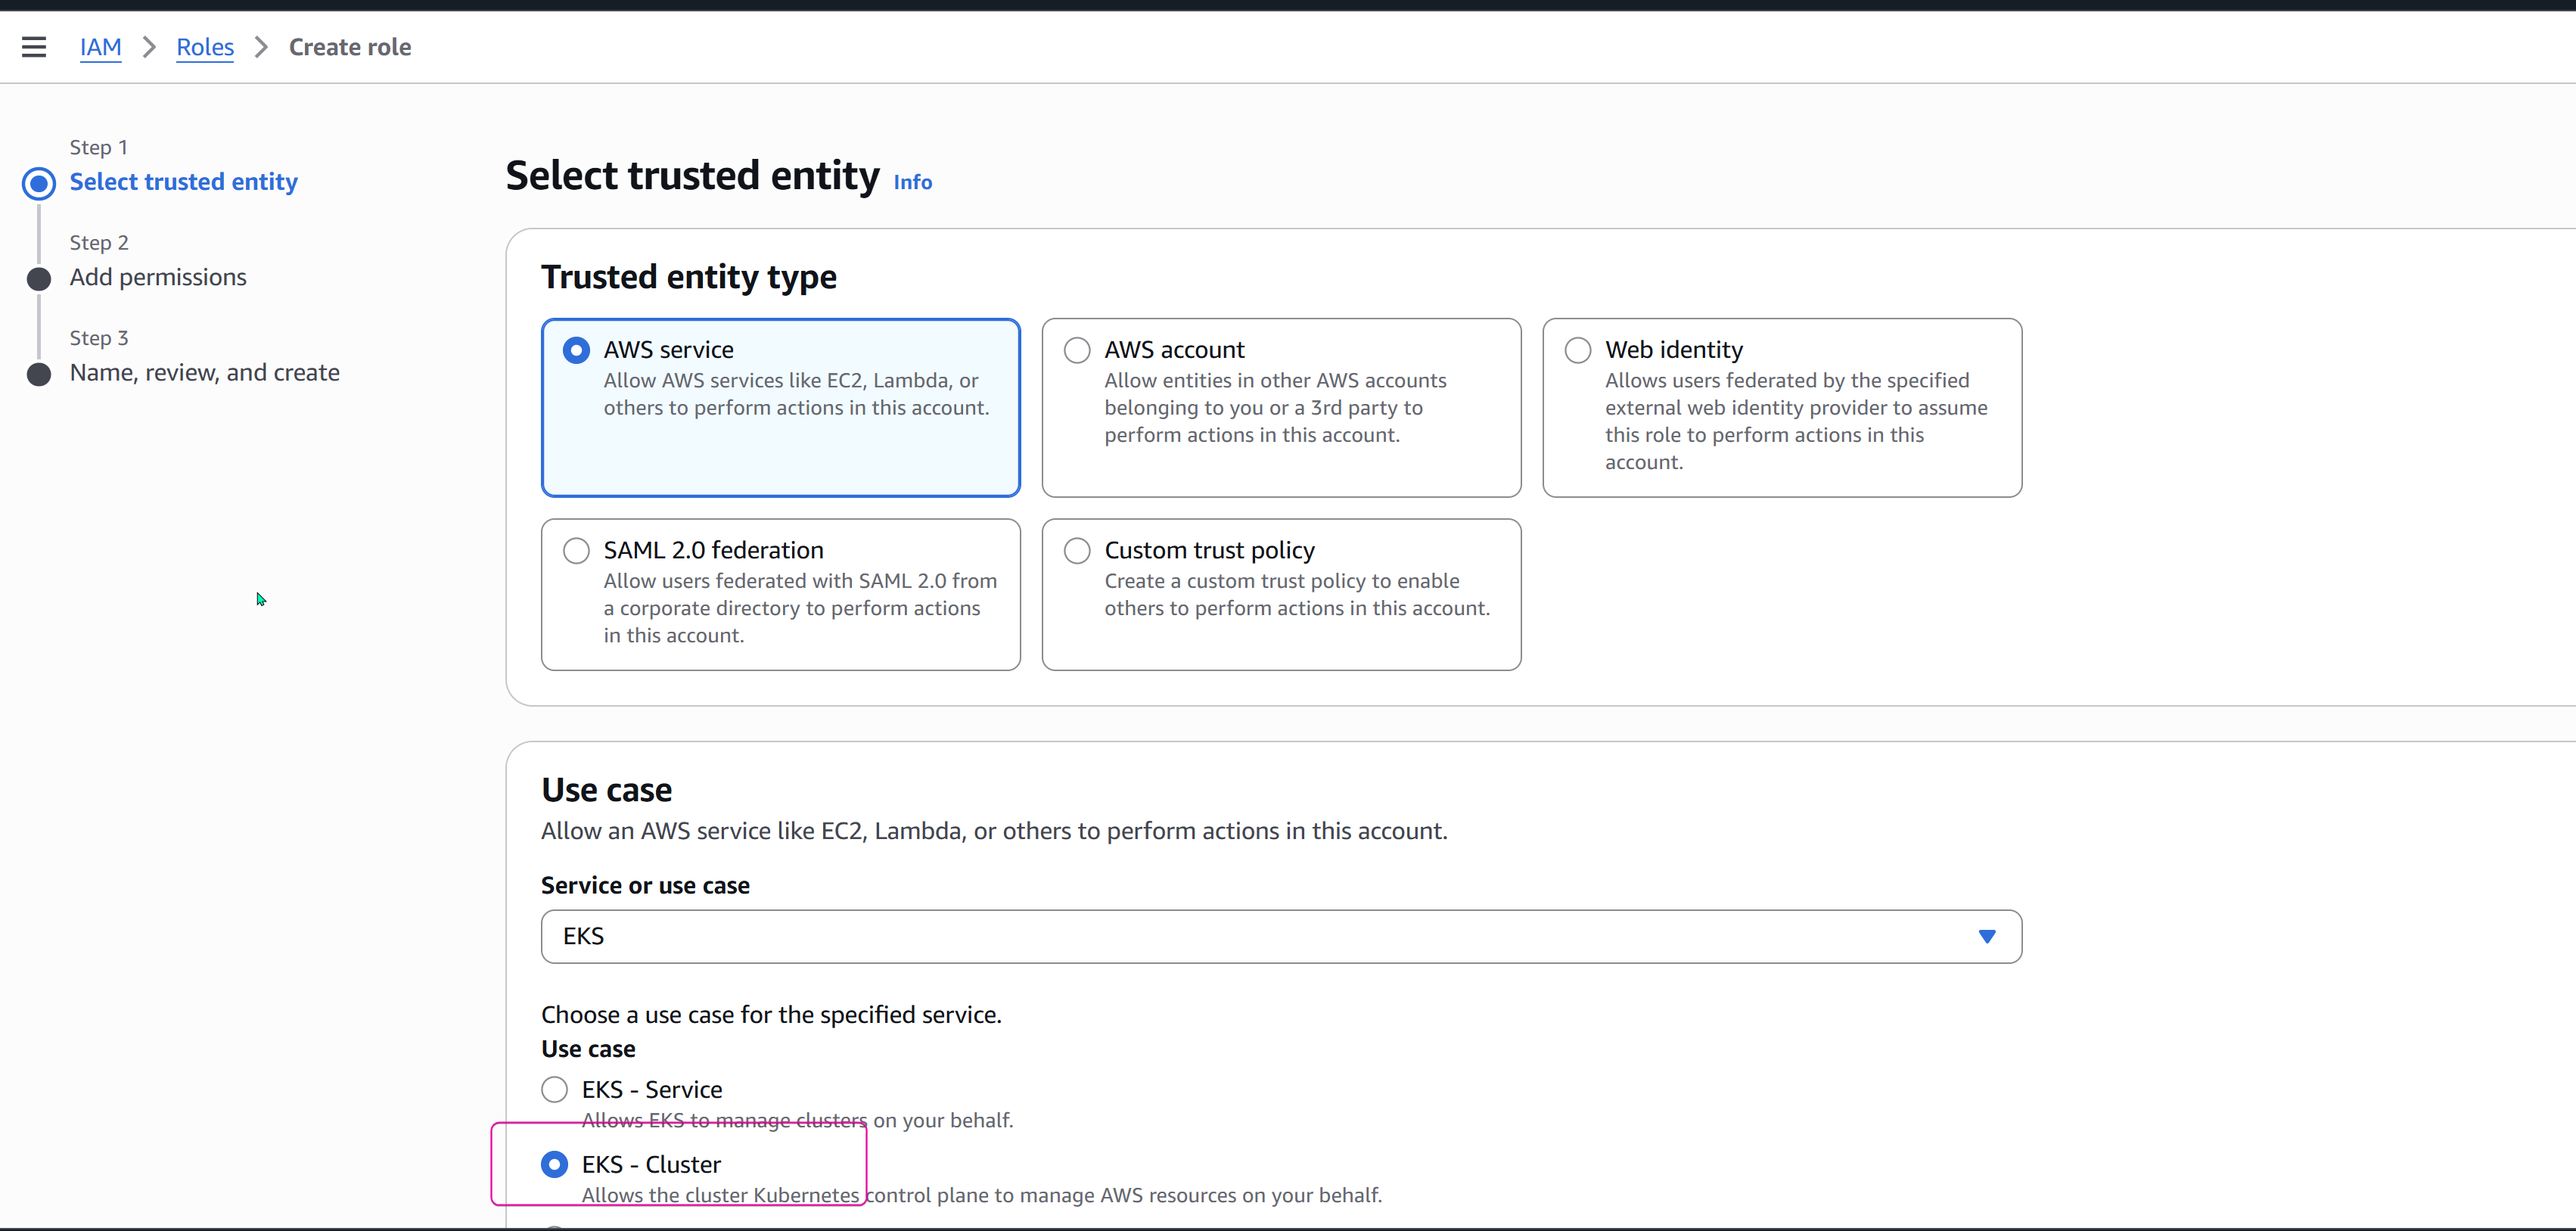 IAM > Roles > Create role
Step 1
Select trusted entity
Step 2
Add permissions
Step 3
Name, review, and create
Select trusted entity Info
Trusted entity type
AWS service
Allow AWS services like EC2, Lambda, or
others to perform actions in this account.
AWS account
Allow entities in other AWS accounts
belonging to you or a 3rd party to
perform actions in this account.
Web identity
Allows users federated by the specified
external web identity provider to assume
this role to perform actions in this
account.
SAML 2.0 federation
Allow users federated with SAML 2.0 from
a corporate directory to perform actions
in this account.
Custom trust policy
Create a custom trust policy to enable
others to perform actions in this account.
Use case
Allow an AWS service like EC2, Lambda, or others to perform actions in this account.
Service or use case
EKS
Choose a use case for the specified service.
Use case
EKS - Service
Allows EKS to manage clusters on your behalf.
EKS - Cluster
Allows the cluster Kubernetes control plane to manage AWS resources on your behalf.